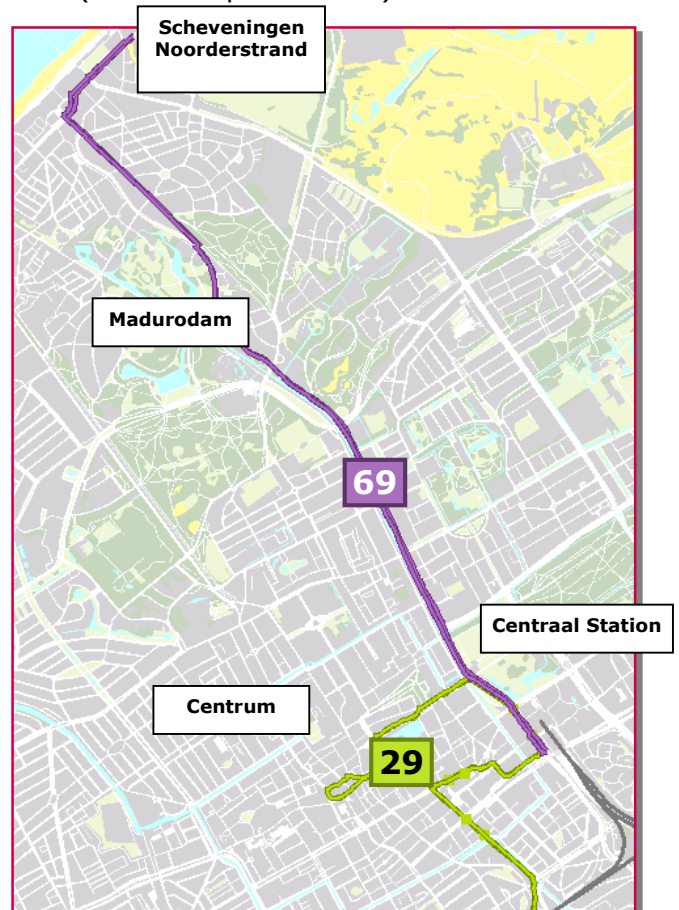 Scheveningen
Noorderstrand
Madurodam
69
Centraal Station
Centrum
29